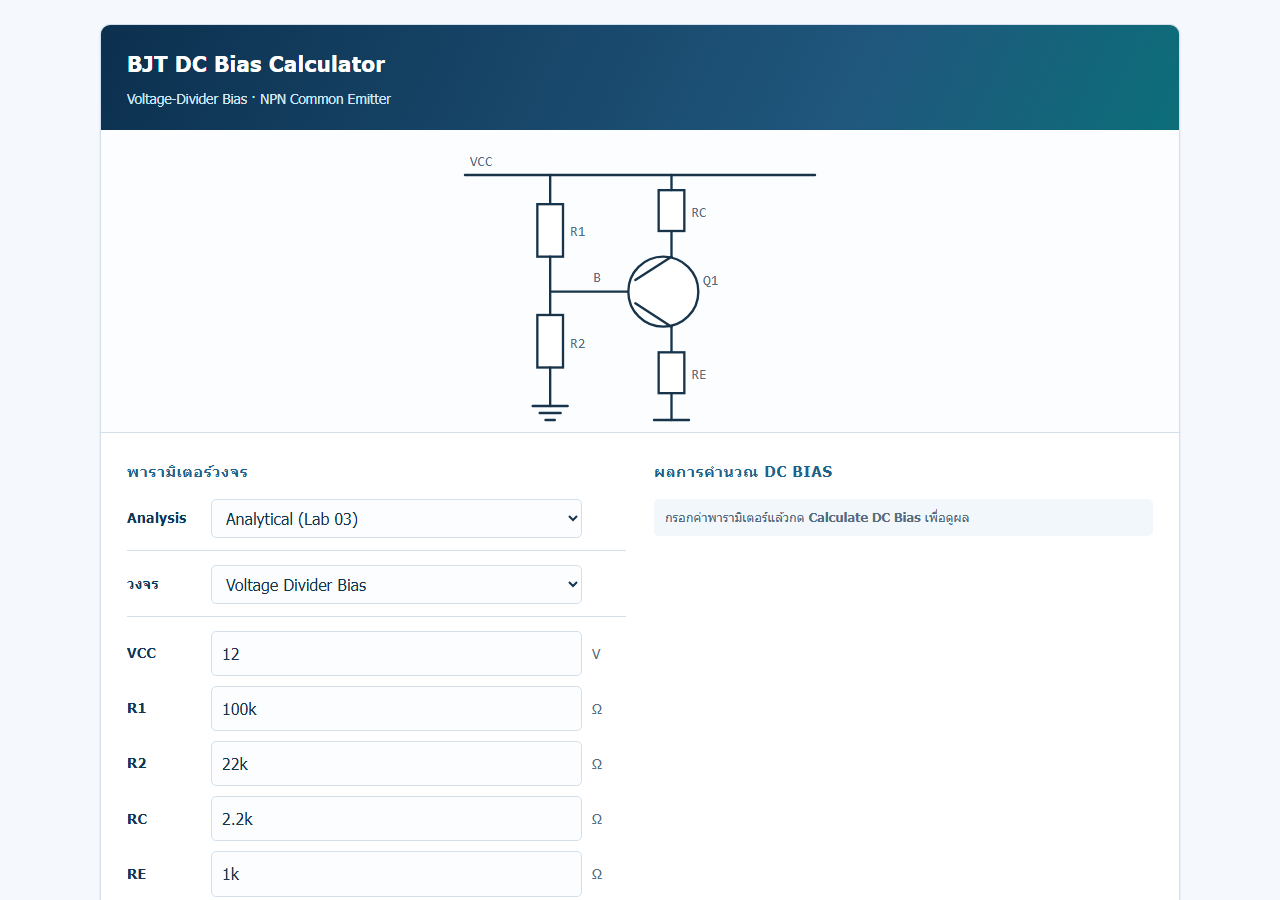 BJT DC Bias Calculator
Voltage-Divider Bias · NPN Common Emitter
VCC
RC
R1
B
Q1
R2
RE
พารามิเตอร์วงจร
Analysis Analytical (Lab 03)
วงจร Voltage Divider Bias
VCC 12 V
R1 100k Ω
R2 22k Ω
RC 2.2k Ω
RE 1k Ω
ผลการคำนวณ DC BIAS
กรอกค่าพารามิเตอร์แล้วกด Calculate DC Bias เพื่อดูผล